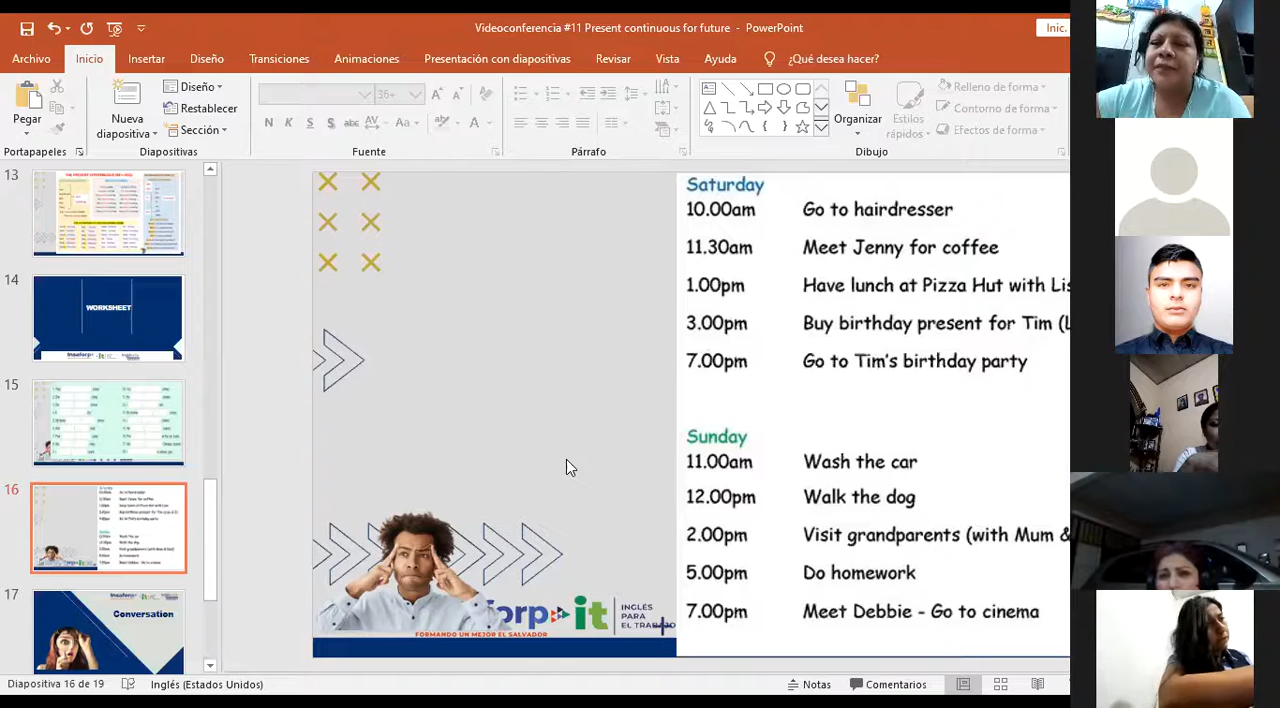 Videoconferencia #11 Present continuous for future - PowerPoint
Inic.
Archivo Inicio Insertar Diseño Transiciones Animaciones Presentación con diapositivas Revisar Vista Ayuda ¿Qué desea hacer?
Pegar
Nueva diapositiva
Diseño
Restablecer
Sección
36+
N K S S abc AV Aa A
Organizar
Estilos rápidos
Relleno de forma
Contorno de forma
Efectos de forma
Portapapeles Diapositivas Fuente Párrafo Dibujo
13
14
WORKSHEET
15
16
17
Conversation
Saturday
10.00am Go to hairdresser
11.30am Meet Jenny for coffee
1.00pm Have lunch at Pizza Hut with
3.00pm Buy birthday present for Tim
7.00pm Go to Tim's birthday party
Sunday
11.00am Wash the car
12.00pm Walk the dog
2.00pm Visit grandparents (with Mum &
5.00pm Do homework
7.00pm Meet Debbie - Go to cinema
it
INGLÉS
PARA
EL TRABAJO
FORMANDO UN MEJOR EL SALVADOR
Diapositiva 16 de 19 Inglés (Estados Unidos) Notas Comentarios